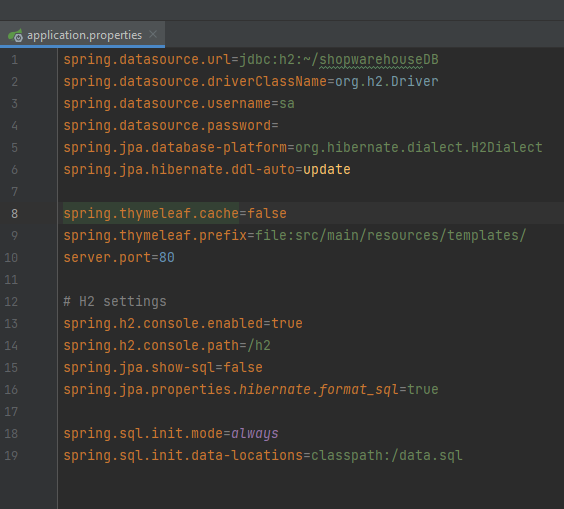 application.properties
1 spring.datasource.url=jdbc:h2:~/shopwarehouseDB
2 spring.datasource.driverClassName=org.h2.Driver
3 spring.datasource.username=sa
4 spring.datasource.password=
5 spring.jpa.database-platform=org.hibernate.dialect.H2Dialect
6 spring.jpa.hibernate.ddl-auto=update
7
8 spring.thymeleaf.cache=false
9 spring.thymeleaf.prefix=file:src/main/resources/templates/
10 server.port=80
11
12 # H2 settings
13 spring.h2.console.enabled=true
14 spring.h2.console.path=/h2
15 spring.jpa.show-sql=false
16 spring.jpa.properties.hibernate.format_sql=true
17
18 spring.sql.init.mode=always
19 spring.sql.init.data-locations=classpath:/data.sql